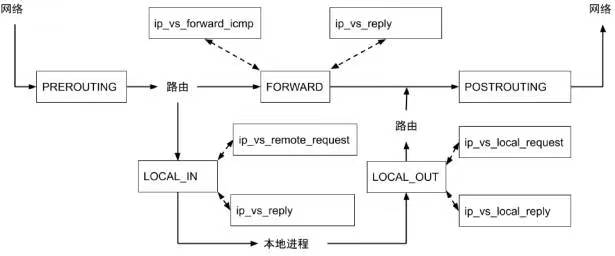 网络
ip_vs_forward_icmp
ip_vs_reply
网络
PREROUTING
路由
FORWARD
POSTROUTING
路由
ip_vs_remote_request
ip_vs_local_request
LOCAL_IN
LOCAL_OUT
ip_vs_reply
ip_vs_local_reply
本地进程